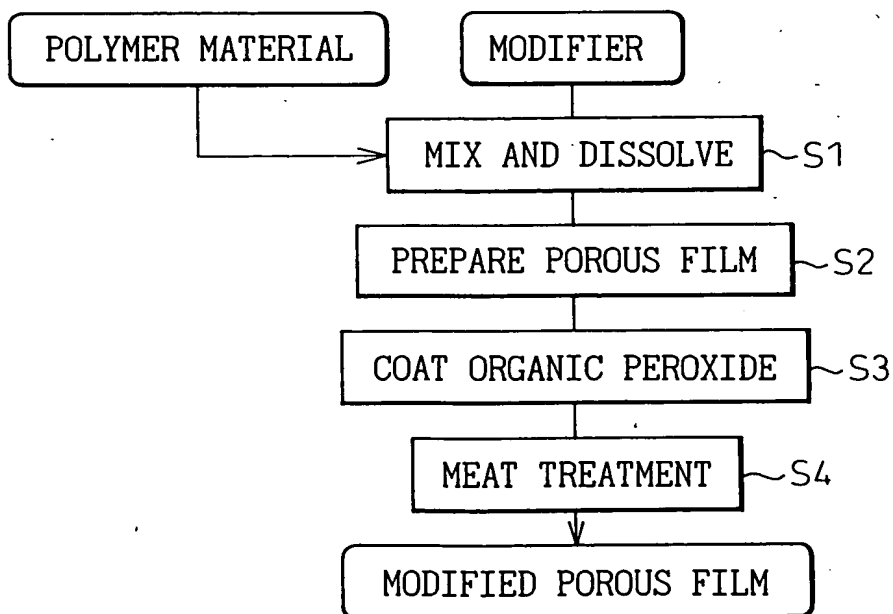 POLYMER MATERIAL
MODIFIER
MIX AND DISSOLVE
S1
PREPARE POROUS FILM
S2
COAT ORGANIC PEROXIDE
S3
MEAT TREATMENT
S4
MODIFIED POROUS FILM